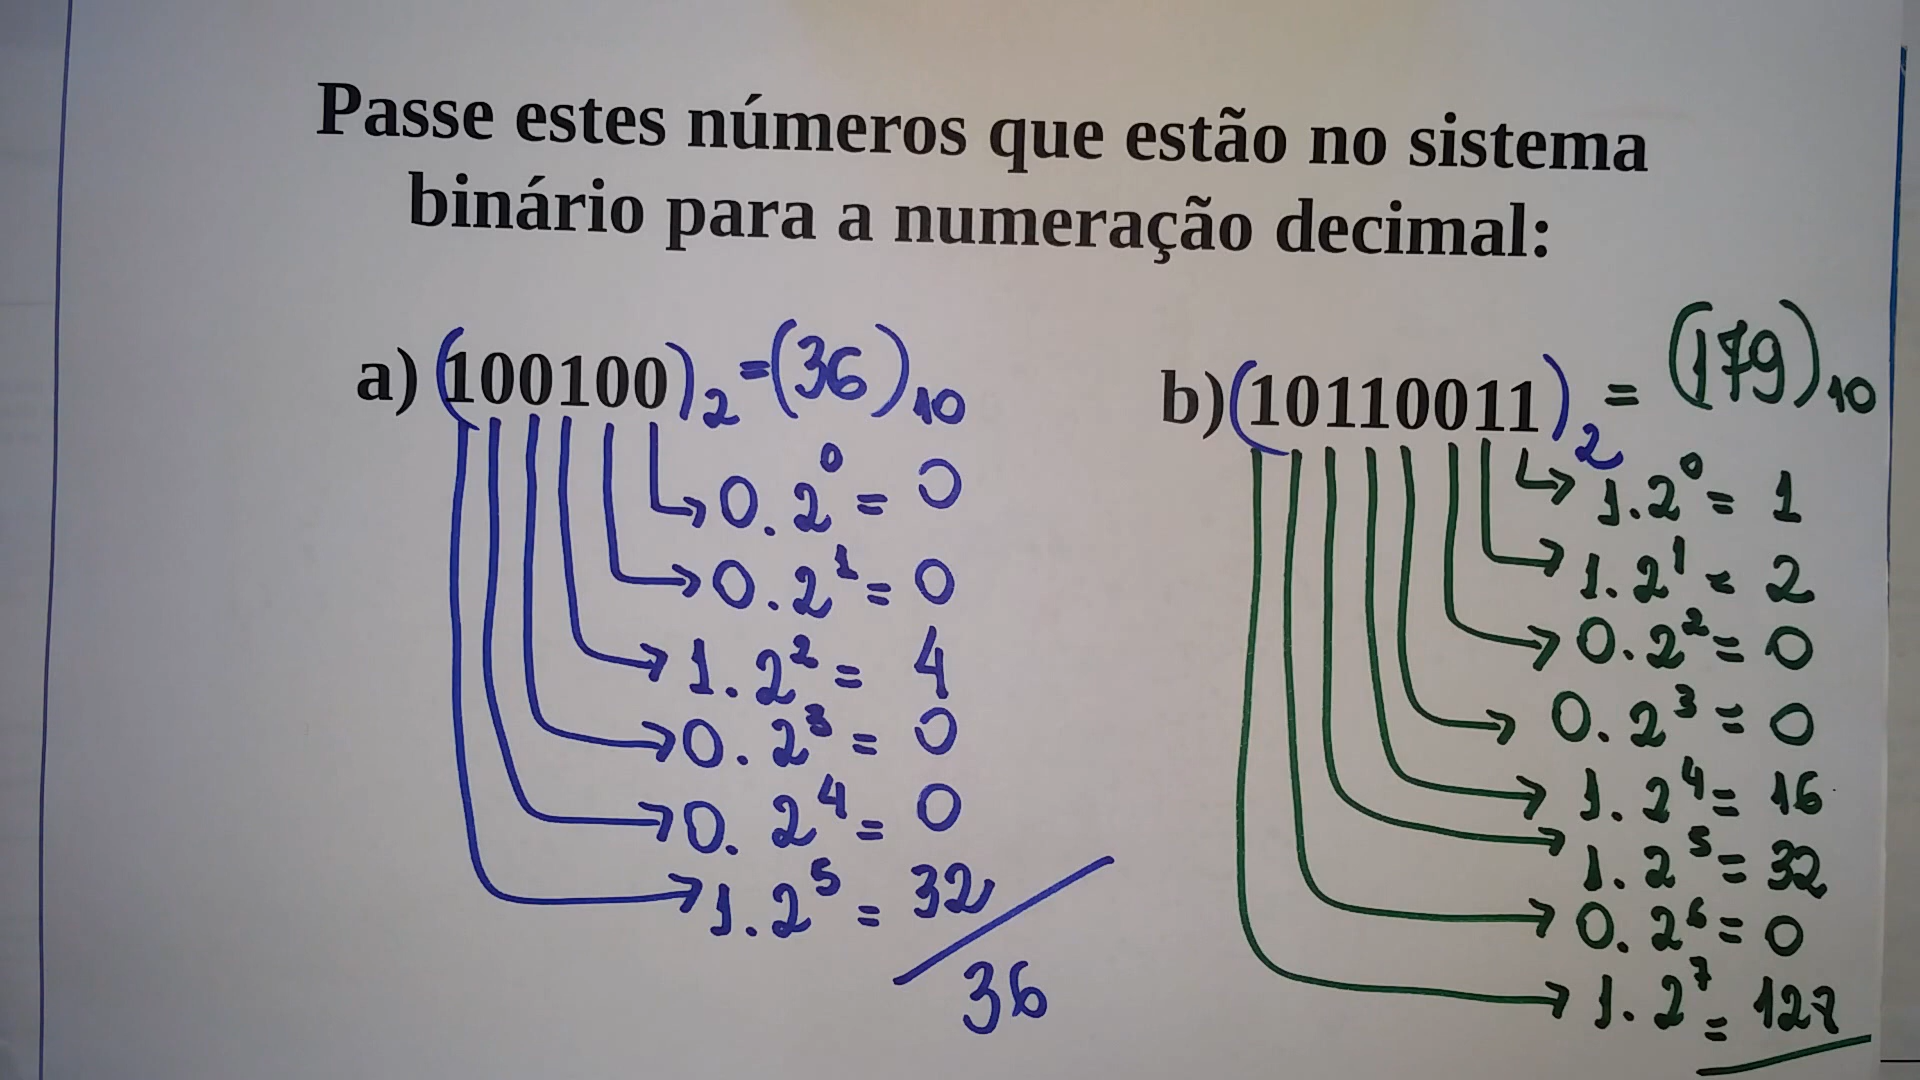 Passe estes números que estão no sistema
binário para a numeração decimal:
a) (100100)₂ = (36)₁₀
0.2⁰ = 0
0.2¹ = 0
1.2² = 4
0.2³ = 0
0.2⁴ = 0
1.2⁵ = 32
36
b) (10110011)₂ = (179)₁₀
1.2⁰ = 1
1.2¹ = 2
0.2² = 0
0.2³ = 0
1.2⁴ = 16
1.2⁵ = 32
0.2⁶ = 0
1.2⁷ = 128